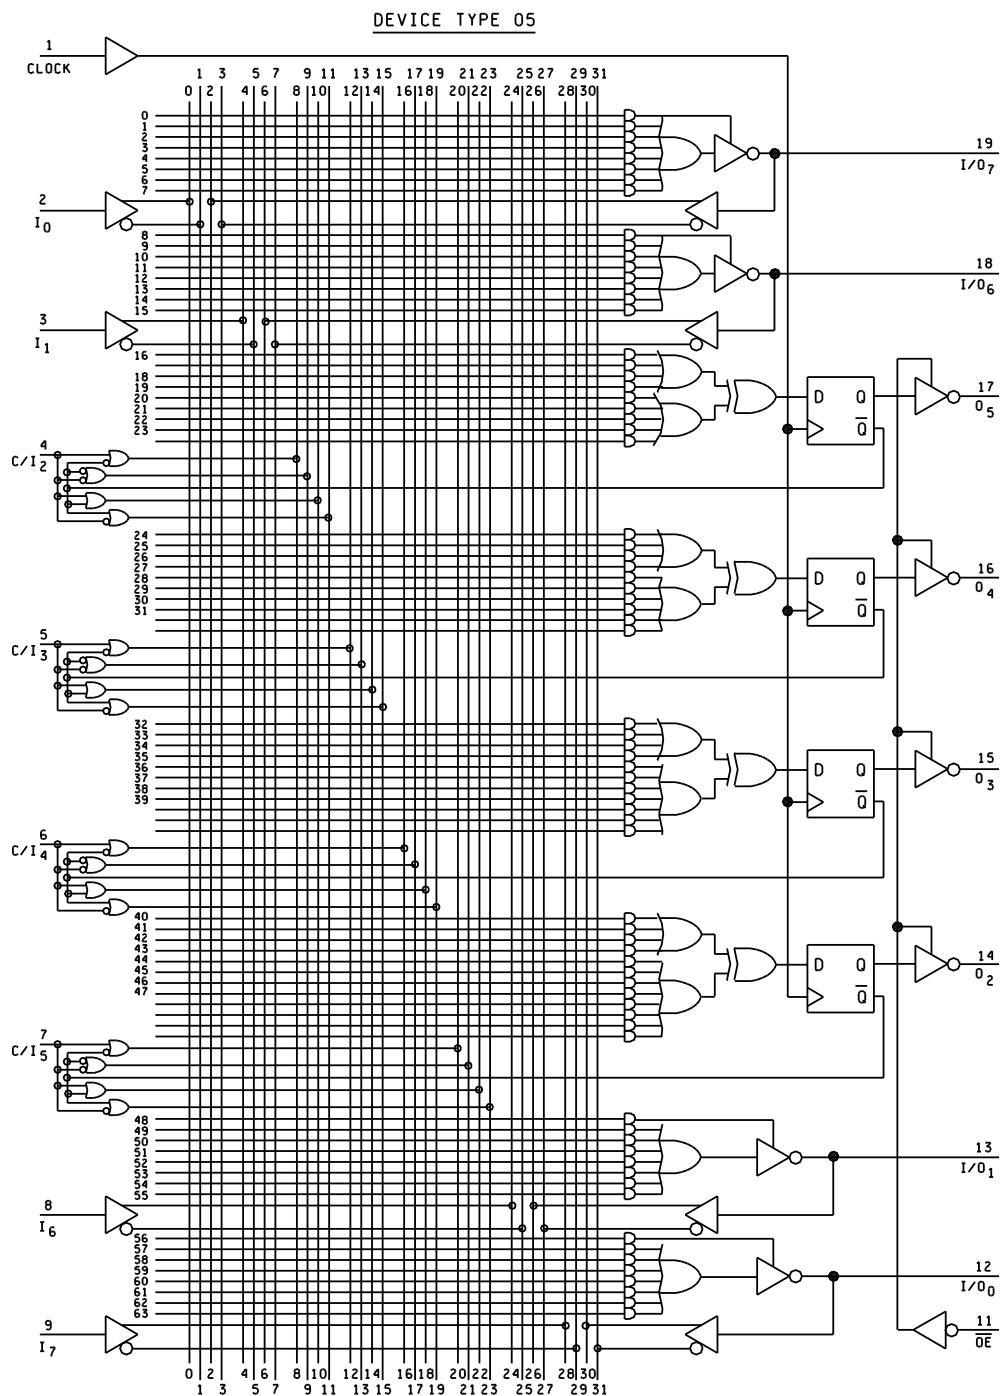 DEVICE TYPE 05
1
CLOCK
1 3 5 7 9 11 13 15 17 19 21 23 25 27 29 31
0 2 4 6 8 10 12 14 16 18 20 22 24 26 28 30
0
1
2
3
4
5
6
7
19
I/O7
2
I0
8
9
10
11
12
13
14
15
18
I/O6
3
I1
16
18
19
20
21
22
23
D Q
Q̅
17
O5
4
C/I2
24
25
26
27
28
29
30
31
D Q
Q̅
16
O4
5
C/I3
32
33
34
35
36
37
38
39
D Q
Q̅
15
O3
6
C/I4
40
41
42
43
44
45
46
47
D Q
Q̅
14
O2
7
C/I5
48
49
50
51
52
53
54
55
13
I/O1
8
I6
56
57
58
59
60
61
62
63
12
I/O0
9
I7
11
O̅E̅
0 2 4 6 8 10 12 14 16 18 20 22 24 26 28 30
1 3 5 7 9 11 13 15 17 19 21 23 25 27 29 31